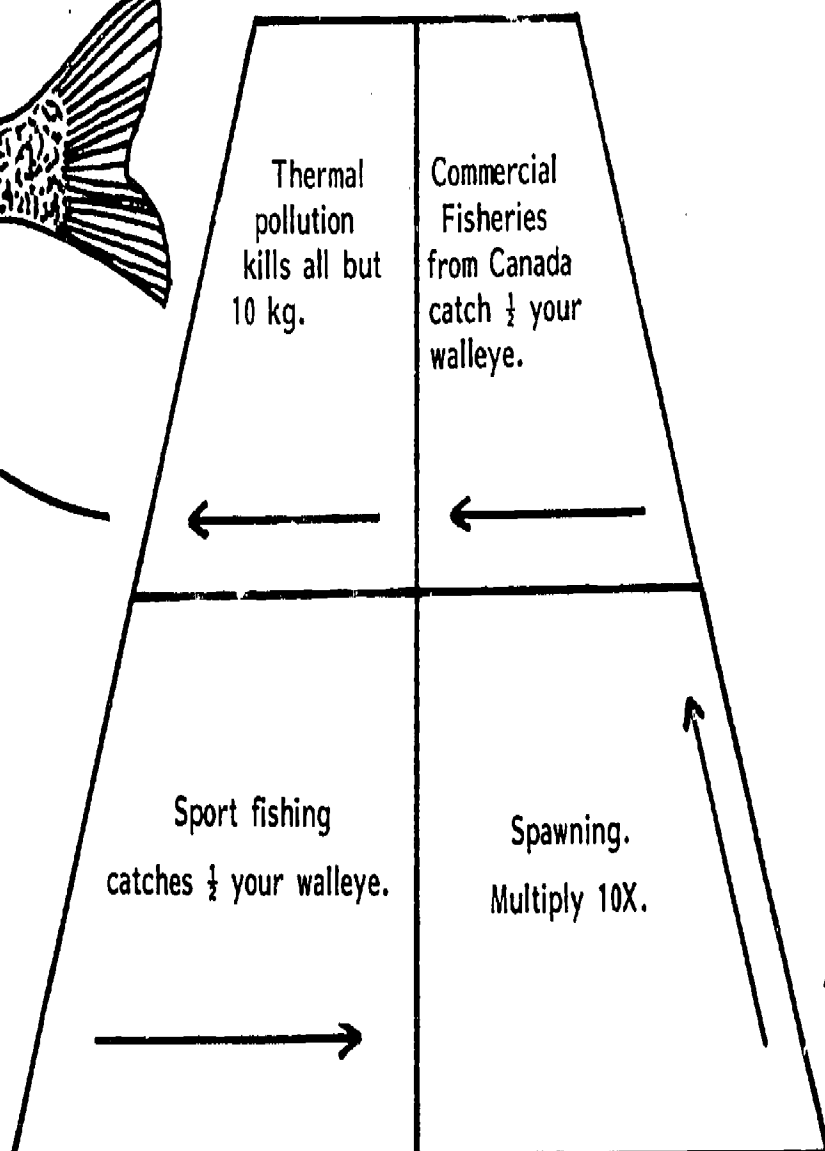 Thermal
pollution
kills all but
10 kg.
Commercial
Fisheries
from Canada
catch ½ your
walleye.
Sport fishing
catches ½ your walleye.
Spawning.
Multiply 10X.